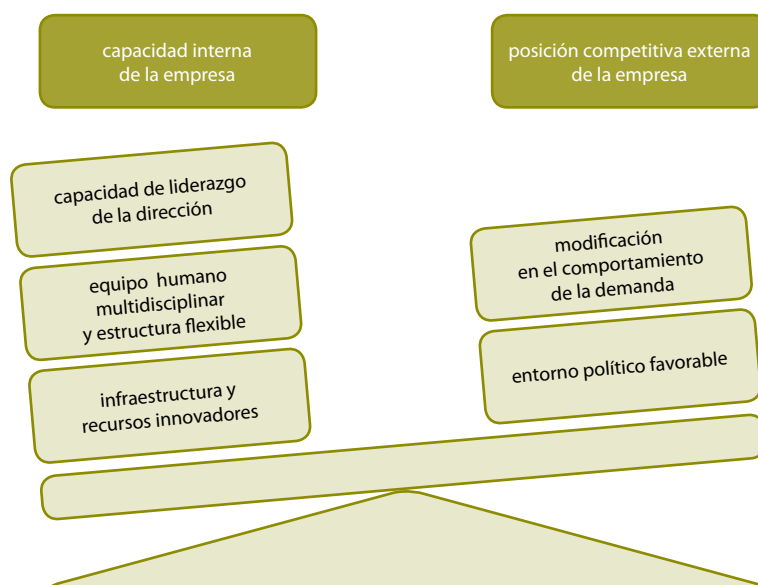 capacidad interna
de la empresa
posición competitiva externa
de la empresa
capacidad de liderazgo
de la dirección
equipo humano
multidisciplinar
y estructura flexible
infraestructura y
recursos innovadores
modificación
en el comportamiento
de la demanda
entorno político favorable